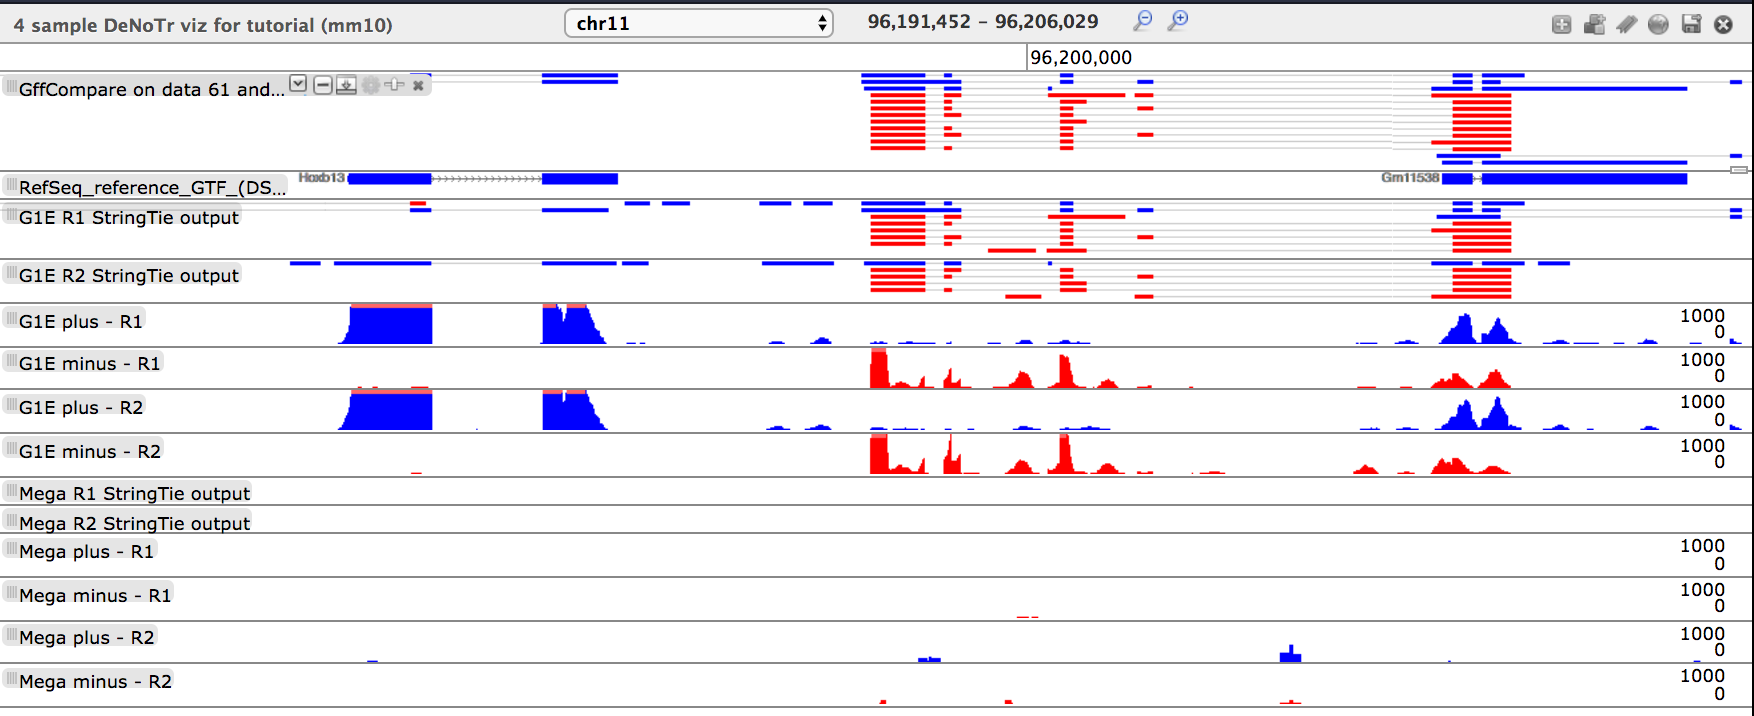 4 sample DeNoTr viz for tutorial (mm10)
chr11
96,191,452 - 96,206,029
96,200,000
GffCompare on data 61 and...
RefSeq_reference_GTF_(DS...
Hoxb13
Gm11538
G1E R1 StringTie output
G1E R2 StringTie output
G1E plus - R1
1000
0
G1E minus - R1
1000
0
G1E plus - R2
1000
0
G1E minus - R2
1000
0
Mega R1 StringTie output
Mega R2 StringTie output
Mega plus - R1
1000
0
Mega minus - R1
1000
0
Mega plus - R2
1000
0
Mega minus - R2
1000
0